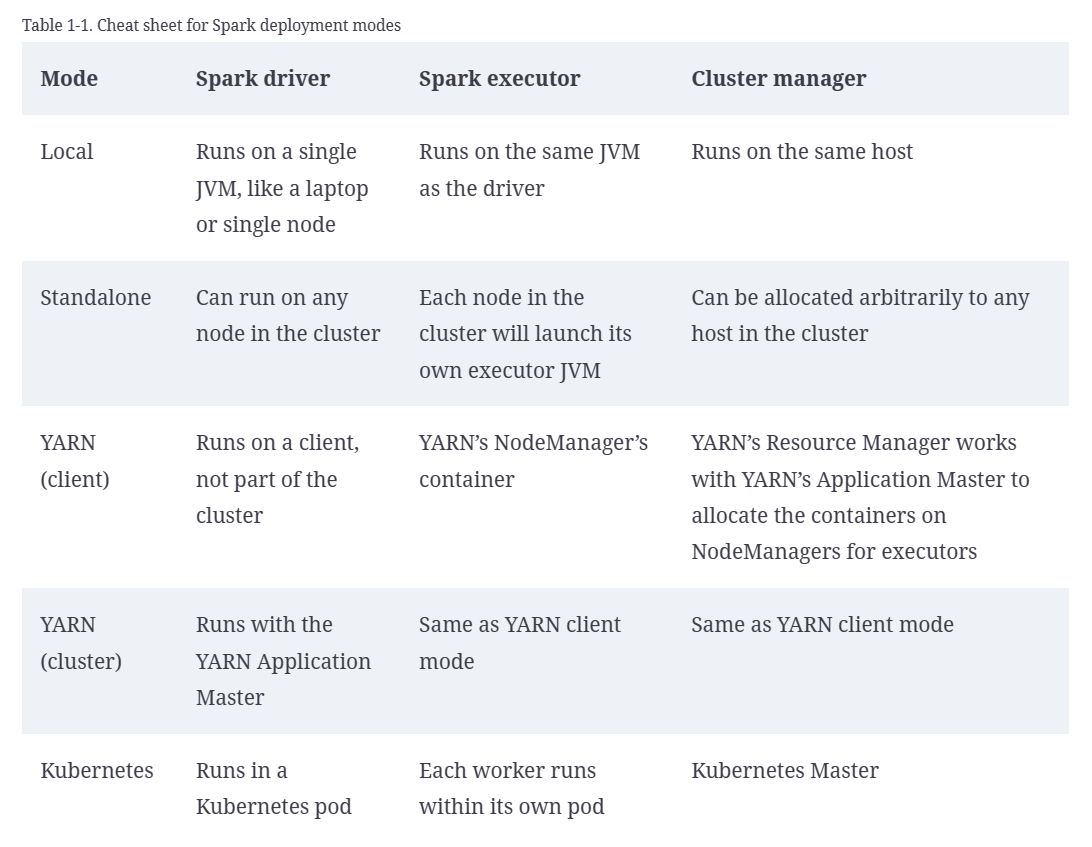 Table 1-1. Cheat sheet for Spark deployment modes
Mode Spark driver Spark executor Cluster manager
Local Runs on a single Runs on the same JVM Runs on the same host
JVM, like a laptop as the driver
or single node
Standalone Can run on any Each node in the Can be allocated arbitrarily to any
node in the cluster cluster will launch its host in the cluster
own executor JVM
YARN Runs on a client, YARN’s NodeManager’s YARN’s Resource Manager works
(client) not part of the container with YARN’s Application Master to
cluster allocate the containers on
NodeManagers for executors
YARN Runs with the Same as YARN client Same as YARN client mode
(cluster) YARN Application mode
Master
Kubernetes Runs in a Each worker runs Kubernetes Master
Kubernetes pod within its own pod